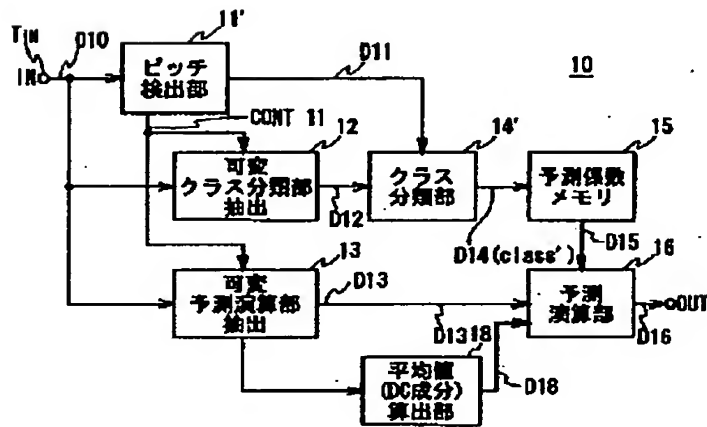 11'
TIN
D10
IN
ピッチ
検出部
D11
10
CONT 11
12
14'
15
可変
クラス分類部
抽出
D12
クラス
分類部
予測係数
メモリ
D14(class')
D15
13
16
可変
予測演算部
抽出
D13
D13
予測
演算部
OUT
D16
18
平均値
(DC成分)
算出部
D18